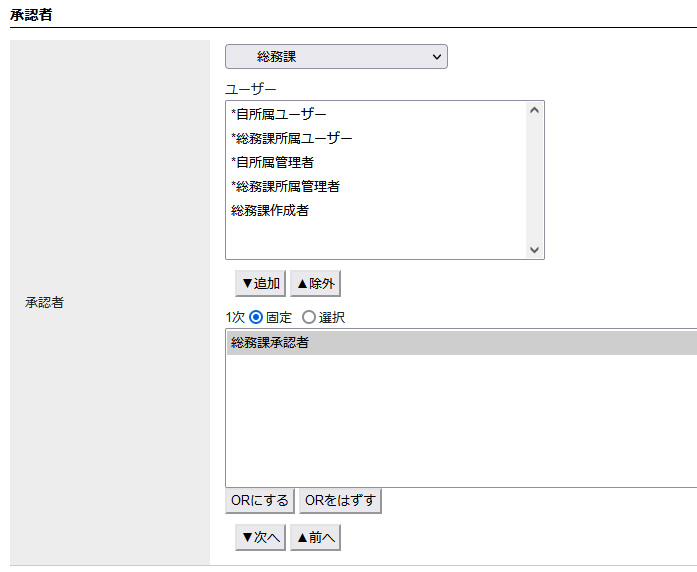 承認者
総務課
ユーザー
*自所属ユーザー
*総務課所属ユーザー
*自所属管理者
*総務課所属管理者
総務課作成者
▼追加 ▲除外
承認者
1次 固定 選択
総務課承認者
ORにする ORをはずす
▼次へ ▲前へ